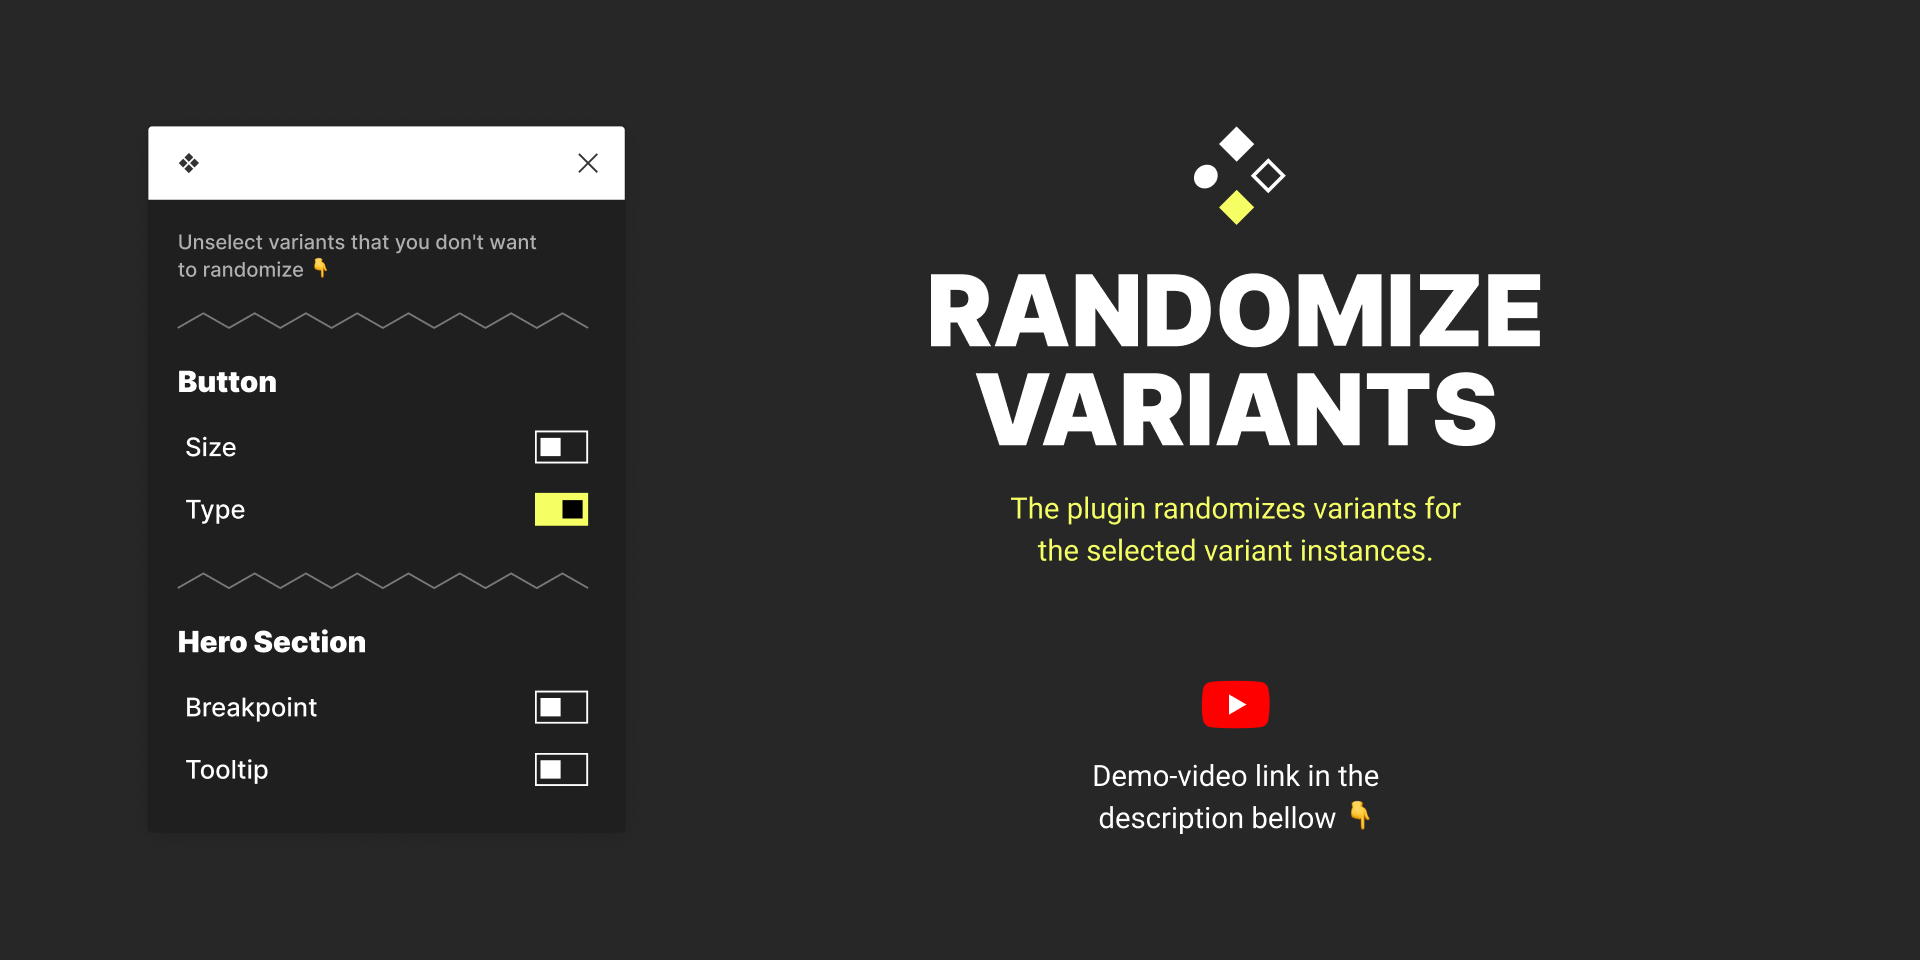 Unselect variants that you don't want
to randomize 👇
Button
Size
Type
Hero Section
Breakpoint
Tooltip
RANDOMIZE
VARIANTS
The plugin randomizes variants for
the selected variant instances.
Demo-video link in the
description bellow 👇